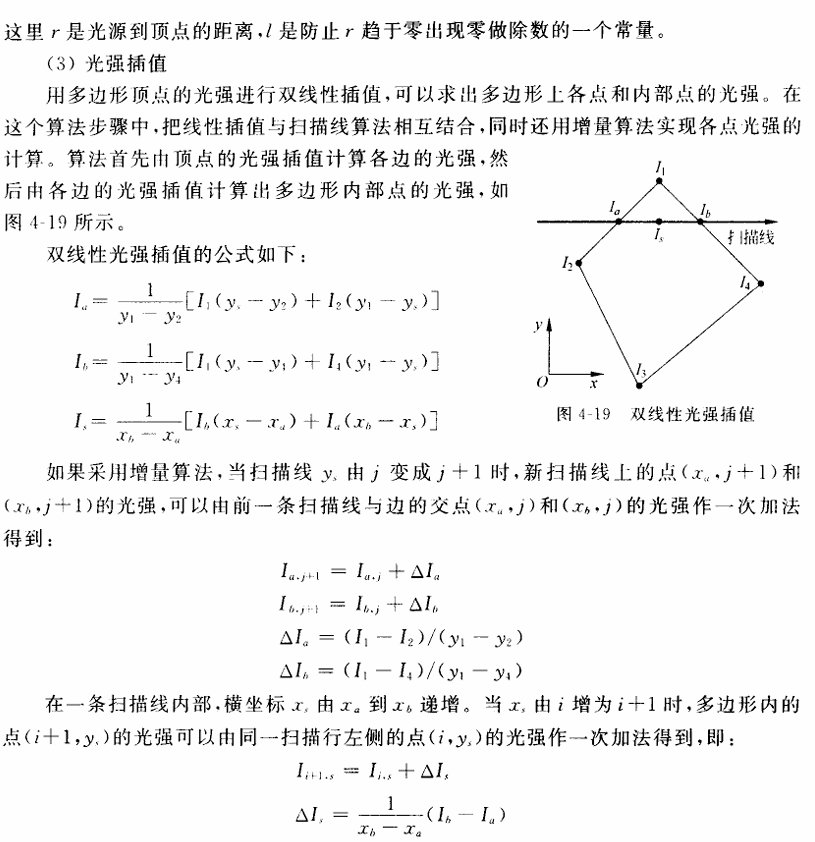 这里 r 是光源到顶点的距离,l 是防止 r 趋于零出现零做除数的一个常量。
(3) 光强插值
用多边形顶点的光强进行双线性插值,可以求出多边形上各点和内部点的光强。在
这个算法步骤中,把线性插值与扫描线算法相互结合,同时还用增量算法实现各点光强的
计算。算法首先由顶点的光强插值计算各边的光强,然
后由各边的光强插值计算出多边形内部点的光强,如
图 4-19 所示。
双线性光强插值的公式如下:
I_a = 1/(y_1 − y_2) [I_1(y_s − y_2) + I_2(y_1 − y_s)]
I_b = 1/(y_1 − y_4) [I_1(y_s − y_4) + I_4(y_1 − y_s)]
I_s = 1/(x_b − x_a) [I_b(x_s − x_a) + I_a(x_b − x_s)]
I_1
I_a
I_b
I_s
扫描线
I_2
I_4
I_3
y
O
x
图 4-19 双线性光强插值
如果采用增量算法,当扫描线 y_s 由 j 变成 j+1 时,新扫描线上的点(x_a,j+1)和
(x_b,j+1)的光强,可以由前一条扫描线与边的交点(x_a,j)和(x_b,j)的光强作一次加法
得到:
I_{a,j+1} = I_{a,j} + ΔI_a
I_{b,j+1} = I_{b,j} + ΔI_b
ΔI_a = (I_1 − I_2)/(y_1 − y_2)
ΔI_b = (I_1 − I_4)/(y_1 − y_4)
在一条扫描线内部,横坐标 x_s 由 x_a 到 x_b 递增。当 x_s 由 i 增为 i+1 时,多边形内的
点(i+1,y_s)的光强可以由同一扫描行左侧的点(i,y_s)的光强作一次加法得到,即:
I_{i+1,s} = I_{i,s} + ΔI_s
ΔI_s = 1/(x_b − x_a) (I_b − I_a)